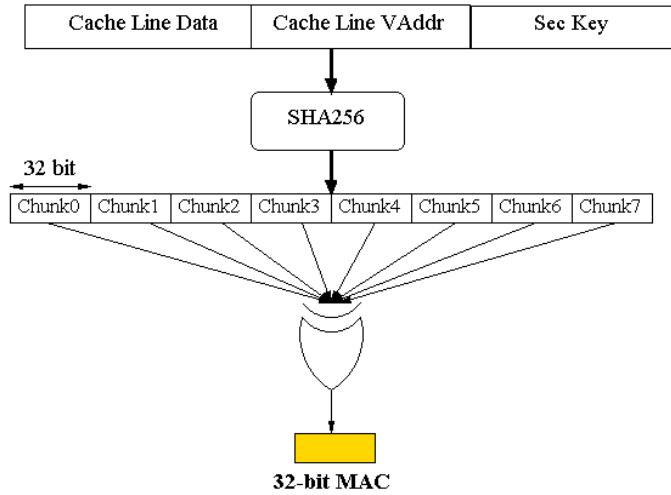 Cache Line Data Cache Line VAddr Sec Key
SHA256
32 bit
Chunk0 Chunk1 Chunk2 Chunk3 Chunk4 Chunk5 Chunk6 Chunk7
32-bit MAC